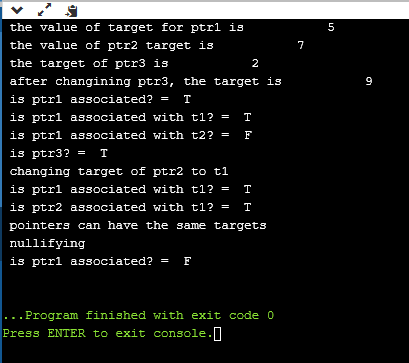 the value of target for ptr1 is           5
the value of ptr2 target is           7
the target of ptr3 is           2
after changining ptr3, the target is           9
is ptr1 associated? =  T
is ptr1 associated with t1? =  T
is ptr1 associated with t2? =  F
is ptr3? =  T
changing target of ptr2 to t1
is ptr1 associated with t1? =  T
is ptr2 associated with t1? =  T
pointers can have the same targets
nullifying
is ptr1 associated? =  F
...Program finished with exit code 0
Press ENTER to exit console.